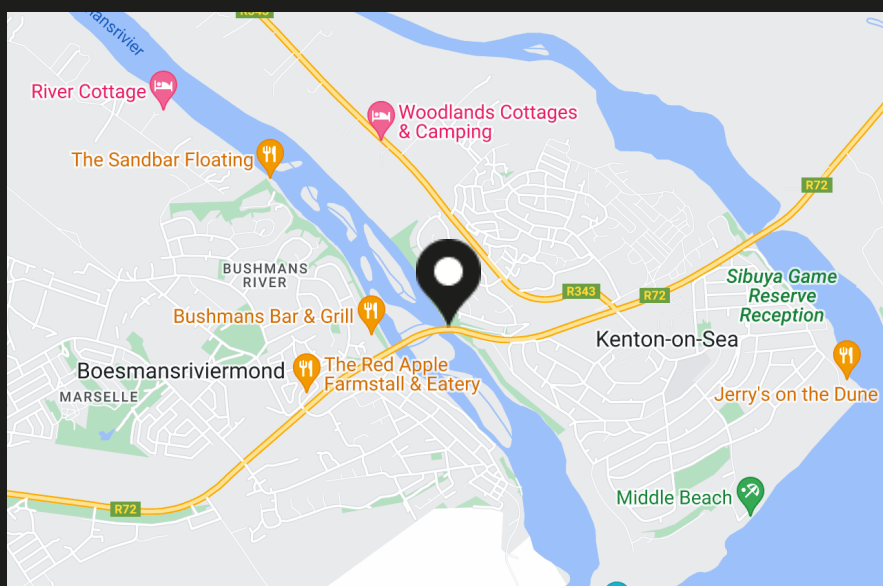 R343
River Cottage
Woodlands Cottages
& Camping
The Sandbar Floating
R72
BUSHMANS
RIVER
Sibuya Game
Reserve
Reception
R343
R72
Bushmans Bar & Grill
Kenton-on-Sea
The Red Apple
Farmstall & Eatery
Boesmansriviermond
MARSELLE
Jerry's on the Dune
Middle Beach
R72